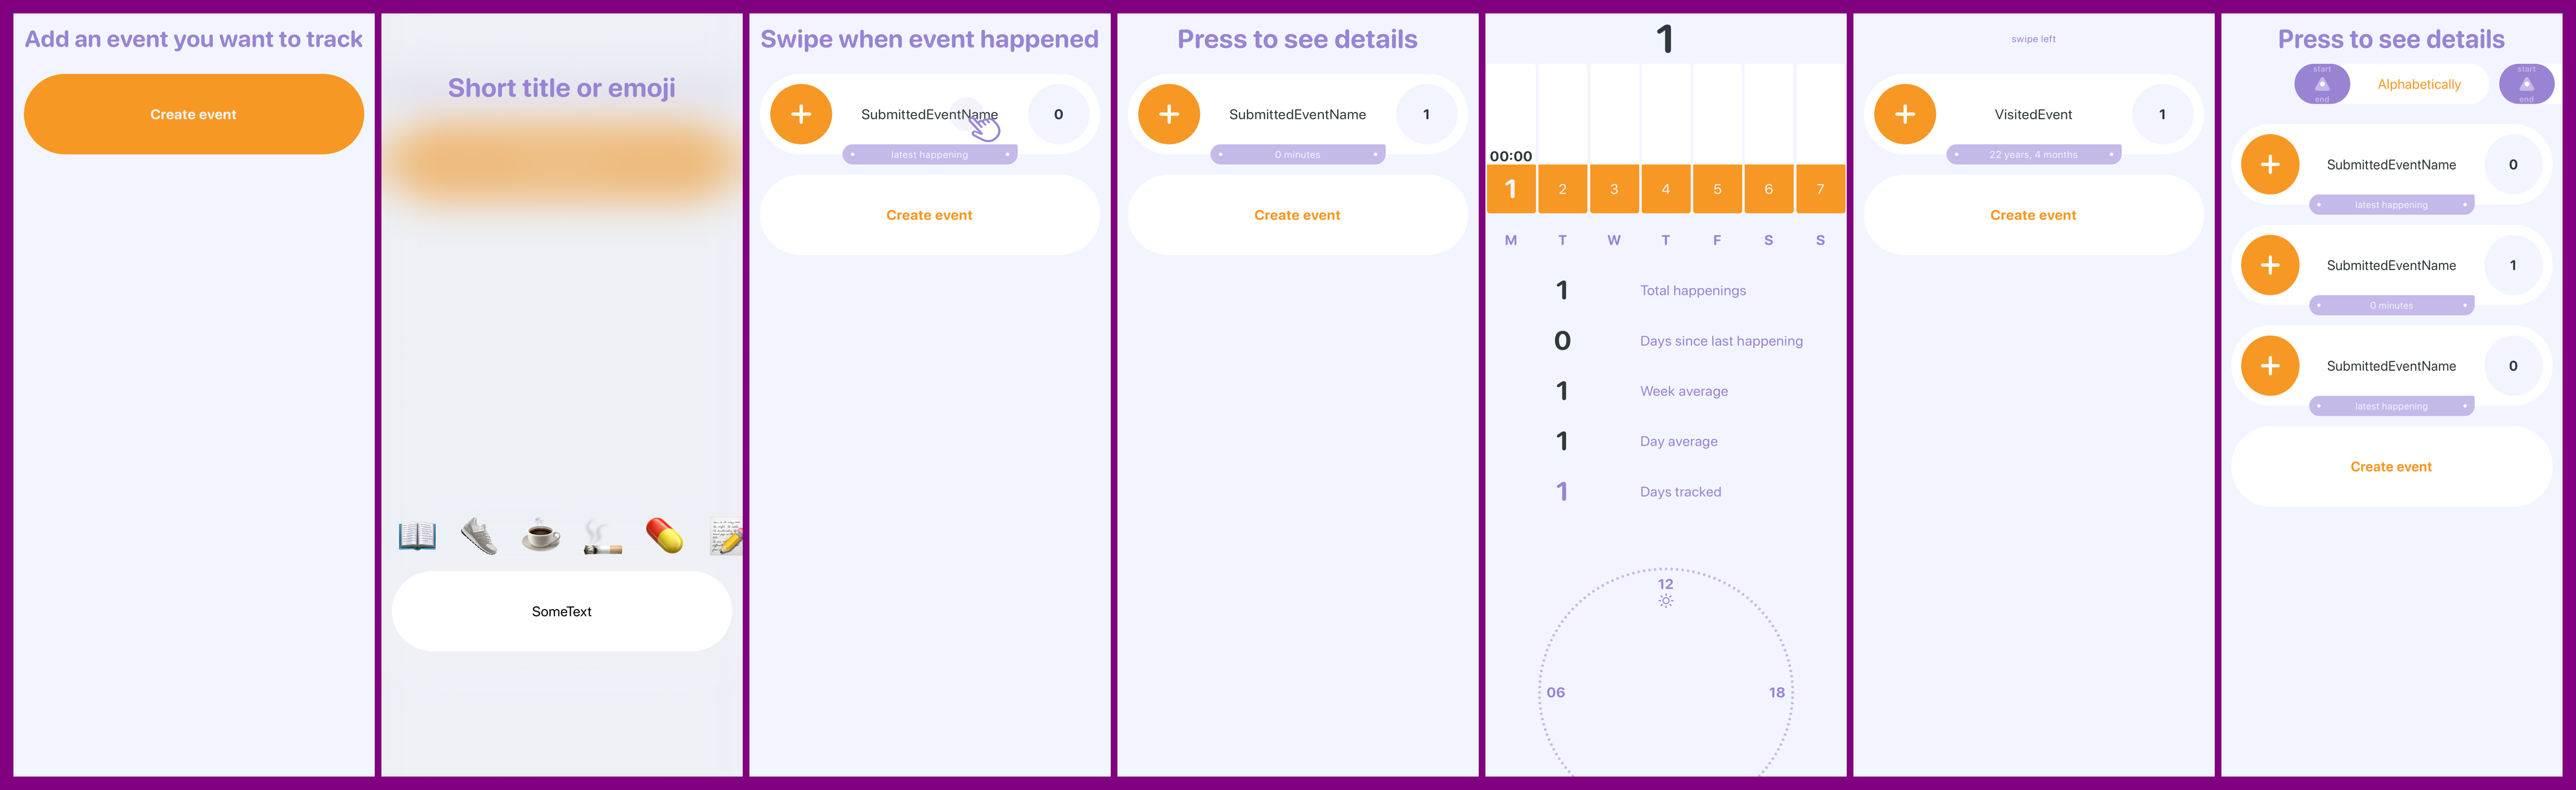 Add an event you want to track
Create event
Short title or emoji
SomeText
Swipe when event happened
SubmittedEventName
0
latest happening
Create event
Press to see details
SubmittedEventName
1
0 minutes
Create event
1
00:00
1 2 3 4 5 6 7
M T W T F S S
1 Total happenings
0 Days since last happening
1 Week average
1 Day average
1 Days tracked
12
06 18
swipe left
VisitedEvent
1
22 years, 4 months
Create event
Press to see details
start
end
Alphabetically
start
end
SubmittedEventName
0
latest happening
SubmittedEventName
1
0 minutes
SubmittedEventName
0
latest happening
Create event